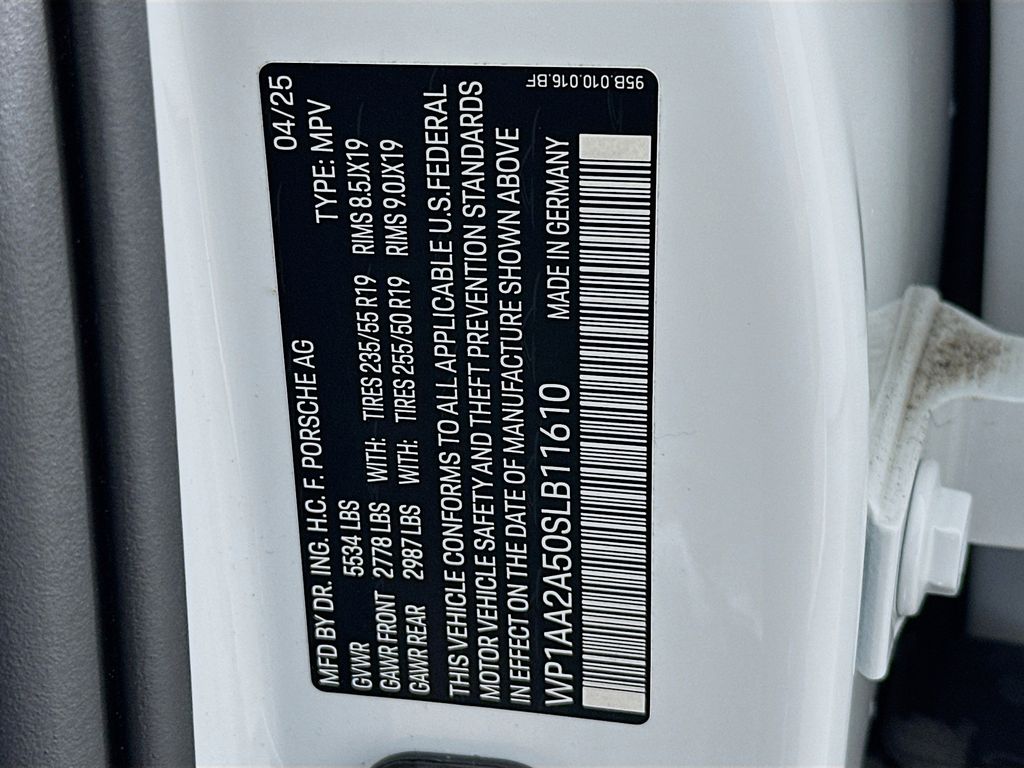 MFD BY DR. ING. H.C. F. PORSCHE AG 04/25
GVWR 5534 LBS TYPE: MPV
GAWR FRONT 2778 LBS WITH: TIRES 235/55 R19 RIMS 8.5JX19
GAWR REAR 2987 LBS WITH: TIRES 255/50 R19 RIMS 9.0JX19
THIS VEHICLE CONFORMS TO ALL APPLICABLE U.S.FEDERAL
MOTOR VEHICLE SAFETY AND THEFT PREVENTION STANDARDS
IN EFFECT ON THE DATE OF MANUFACTURE SHOWN ABOVE
WP1AA2A50SLB11610 MADE IN GERMANY
95B.010.016.BF